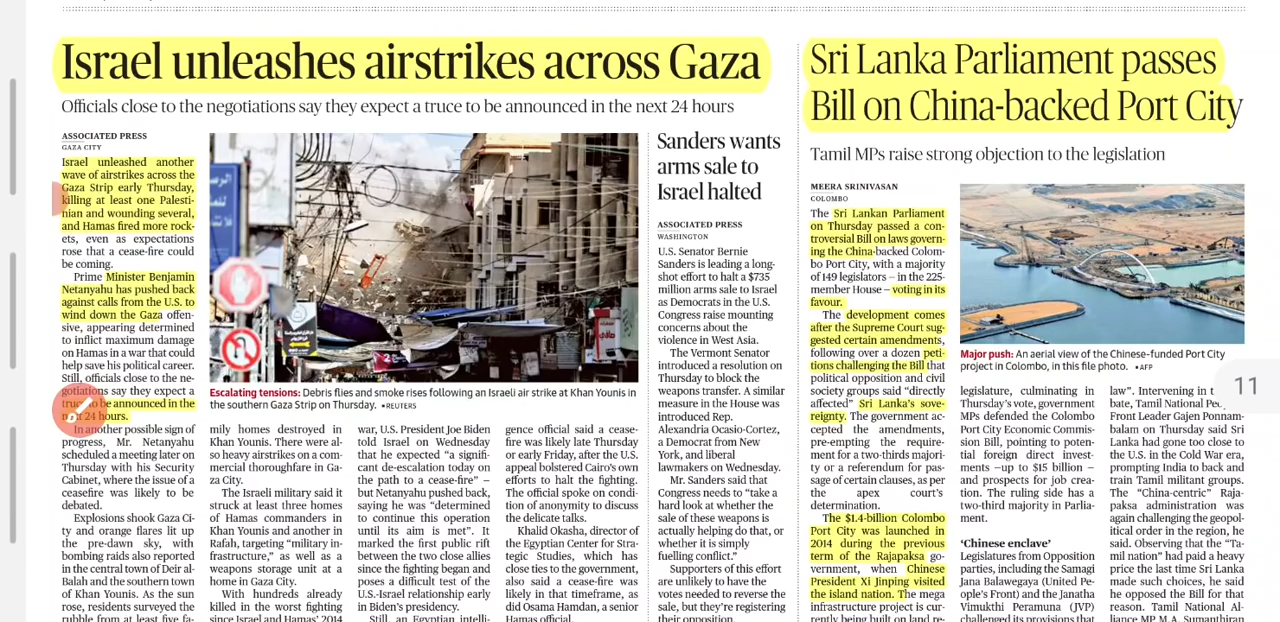 Israel unleashes airstrikes across Gaza
Officials close to the negotiations say they expect a truce to be announced in the next 24 hours
ASSOCIATED PRESS
GAZA CITY
Israel unleashed another
wave of airstrikes across the
Gaza Strip early Thursday,
killing at least one Palesti-
nian and wounding several,
and Hamas fired more rock-
ets, even as expectations
rose that a cease-fire could
be coming.
Prime Minister Benjamin
Netanyahu has pushed back
against calls from the U.S. to
wind down the Gaza offen-
sive, appearing determined
to inflict maximum damage
on Hamas in a war that could
help save his political career.
Still, officials close to the ne-
gotiations say they expect a
truce to be announced in the
next 24 hours.
In another possible sign of
progress, Mr. Netanyahu
scheduled a meeting later on
Thursday with his Security
Cabinet, where the issue of a
ceasefire was likely to be
debated.
Explosions shook Gaza Ci-
ty and orange flares lit up
the pre-dawn sky, with
bombing raids also reported
in the central town of Deir al-
Balah and the southern town
of Khan Younis. As the sun
rose, residents surveyed the
rubble from at least five fa-
Escalating tensions: Debris flies and smoke rises following an Israeli air strike at Khan Younis in
the southern Gaza Strip on Thursday. •REUTERS
mily homes destroyed in
Khan Younis. There were al-
so heavy airstrikes on a com-
mercial thoroughfare in Ga-
za City.
The Israeli military said it
struck at least three homes
of Hamas commanders in
Khan Younis and another in
Rafah, targeting “military in-
frastructure,” as well as a
weapons storage unit at a
home in Gaza City.
With hundreds already
killed in the worst fighting
since Israel and Hamas’ 2014
war, U.S. President Joe Biden
told Israel on Wednesday
that he expected “a signifi-
cant de-escalation today on
the path to a cease-fire” —
but Netanyahu pushed back,
saying he was “determined
to continue this operation
until its aim is met”. It
marked the first public rift
between the two close allies
since the fighting began and
poses a difficult test of the
U.S.-Israel relationship early
in Biden’s presidency.
Still, an Egyptian intelli-
gence official said a cease-
fire was likely late Thursday
or early Friday, after the U.S.
appeal bolstered Cairo’s own
efforts to halt the fighting.
The official spoke on condi-
tion of anonymity to discuss
the delicate talks.
Khalid Okasha, director of
the Egyptian Center for Stra-
tegic Studies, which has
close ties to the government,
also said a cease-fire was
likely in that timeframe, as
did Osama Hamdan, a senior
Hamas official.
Sanders wants
arms sale to
Israel halted
ASSOCIATED PRESS
WASHINGTON
U.S. Senator Bernie
Sanders is leading a long-
shot effort to halt a $735
million arms sale to Israel
as Democrats in the U.S.
Congress raise mounting
concerns about the
violence in West Asia.
The Vermont Senator
introduced a resolution on
Thursday to block the
weapons transfer. A similar
measure in the House was
introduced Rep.
Alexandria Ocasio-Cortez,
a Democrat from New
York, and liberal
lawmakers on Wednesday.
Mr. Sanders said that
Congress needs to “take a
hard look at whether the
sale of these weapons is
actually helping do that, or
whether it is simply
fuelling conflict.”
Supporters of this effort
are unlikely to have the
votes needed to reverse the
sale, but they’re registering
their opposition.
Sri Lanka Parliament passes
Bill on China-backed Port City
Tamil MPs raise strong objection to the legislation
MEERA SRINIVASAN
COLOMBO
The Sri Lankan Parliament
on Thursday passed a con-
troversial Bill on laws govern-
ing the China-backed Colom-
bo Port City, with a majority
of 149 legislators – in the 225-
member House – voting in its
favour.
The development comes
after the Supreme Court sug-
gested certain amendments,
following over a dozen peti-
tions challenging the Bill that
political opposition and civil
society groups said “directly
affected” Sri Lanka’s sove-
reignty. The government ac-
cepted the amendments,
pre-empting the require-
ment for a two-thirds majori-
ty or a referendum for pas-
sage of certain clauses, as per
the apex court’s
determination.
The $1.4-billion Colombo
Port City was launched in
2014 during the previous
term of the Rajapaksa go-
vernment, when Chinese
President Xi Jinping visited
the island nation. The mega
infrastructure project is cur-
rently being built on land re-
Major push: An aerial view of the Chinese-funded Port City
project in Colombo, in this file photo. •AFP
legislature, culminating in
Thursday’s vote, government
MPs defended the Colombo
Port City Economic Commis-
sion Bill, pointing to poten-
tial foreign direct invest-
ments –up to $15 billion –
and prospects for job crea-
tion. The ruling side has a
two-third majority in Parlia-
ment.
‘Chinese enclave’
Legislators from Opposition
parties, including the Samagi
Jana Balawegaya (United Pe-
ople’s Front) and the Janatha
Vimukthi Peramuna (JVP)
challenged its provisions that
law”. Intervening in
bate, Tamil National
Front Leader Gajen Ponnam-
balam on Thursday said Sri
Lanka had gone too close to
the U.S. in the Cold War era,
prompting India to back and
train Tamil militant groups.
The “China-centric” Raja-
paksa administration was
again challenging the geopol-
itical order in the region, he
said. Observing that the “Ta-
mil nation” had paid a heavy
price the last time Sri Lanka
made such choices, he said
he opposed the Bill for that
reason. Tamil National Al-
liance MP M.A. Sumanthiran
11